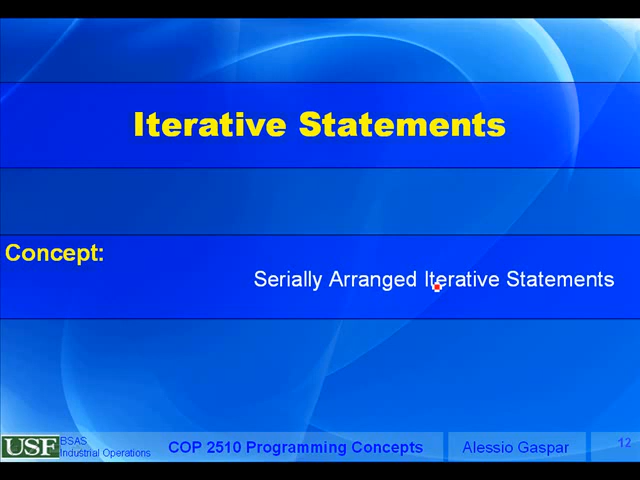 Iterative Statements
Concept:
Serially Arranged Iterative Statements
USF
BSAS
Industrial Operations
COP 2510 Programming Concepts
Alessio Gaspar
12